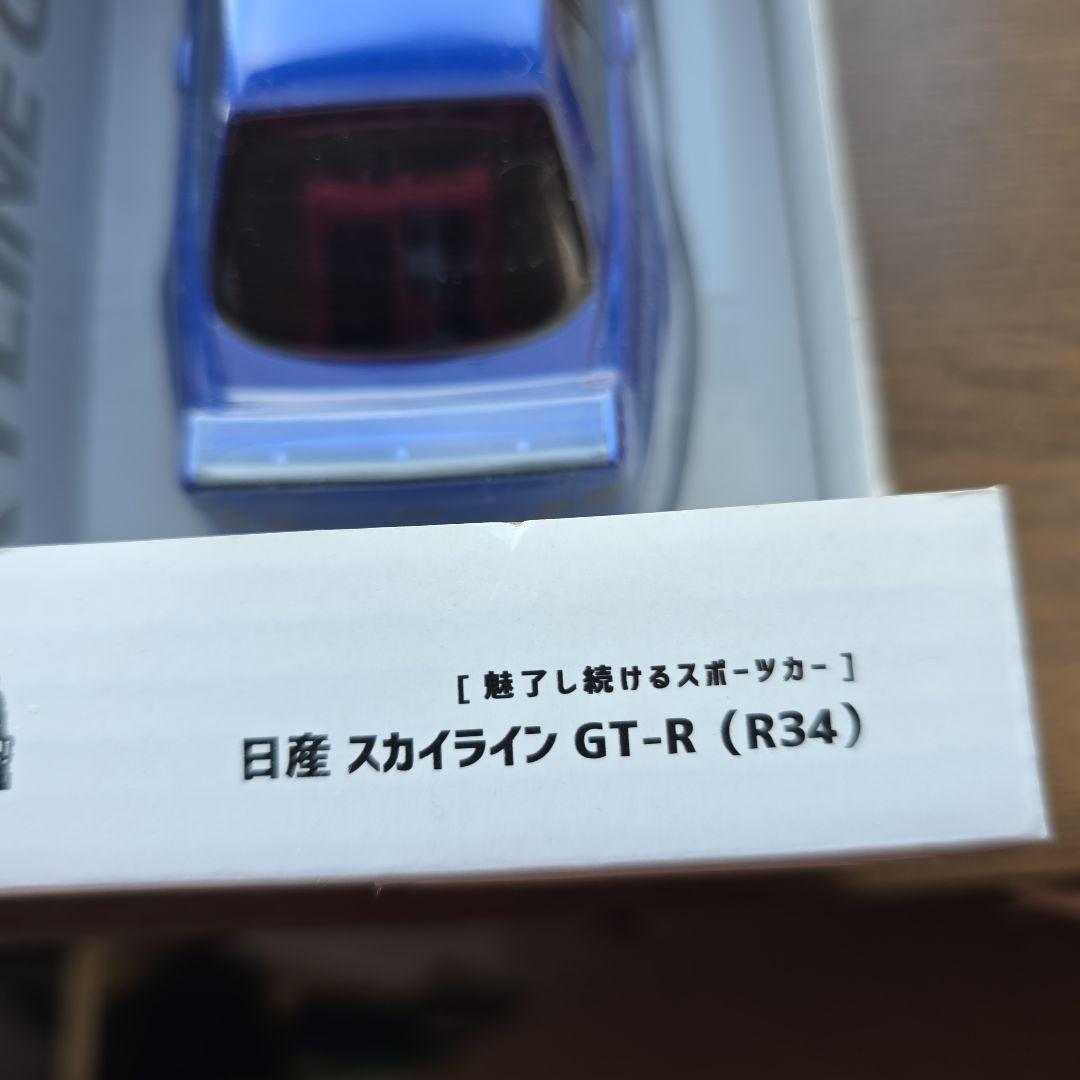 [ 魅了し続けるスポーツカー ]
日産 スカイライン GT-R（R34）